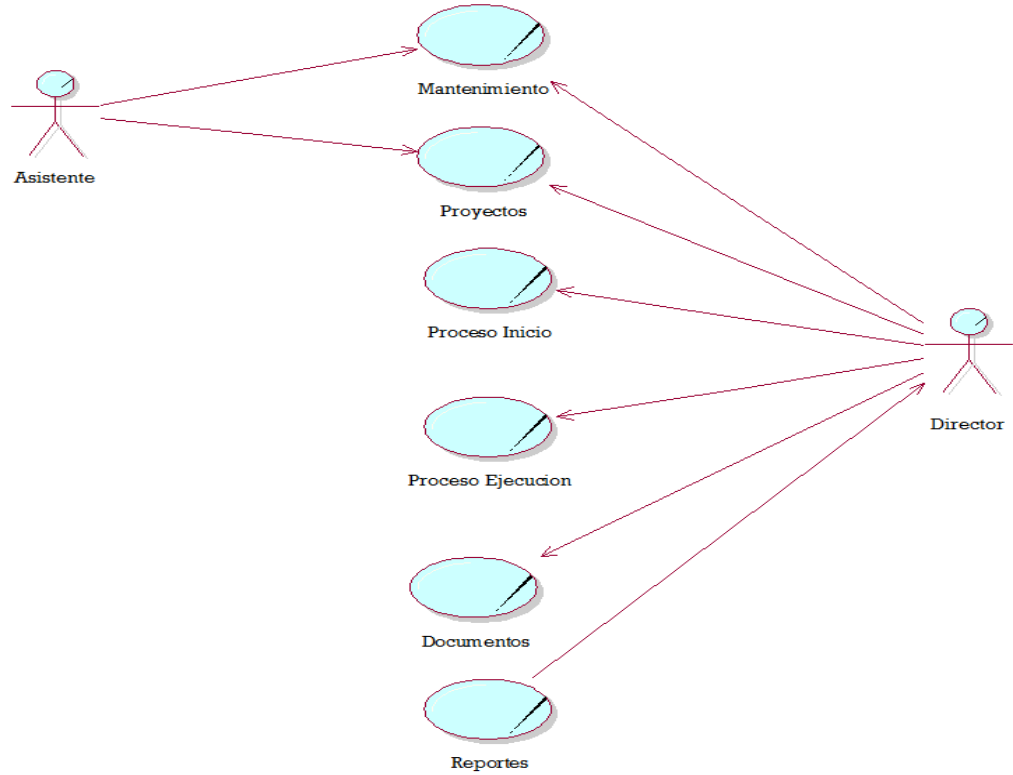 Mantenimiento
Asistente
Proyectos
Proceso Inicio
Director
Proceso Ejecucion
Documentos
Reportes